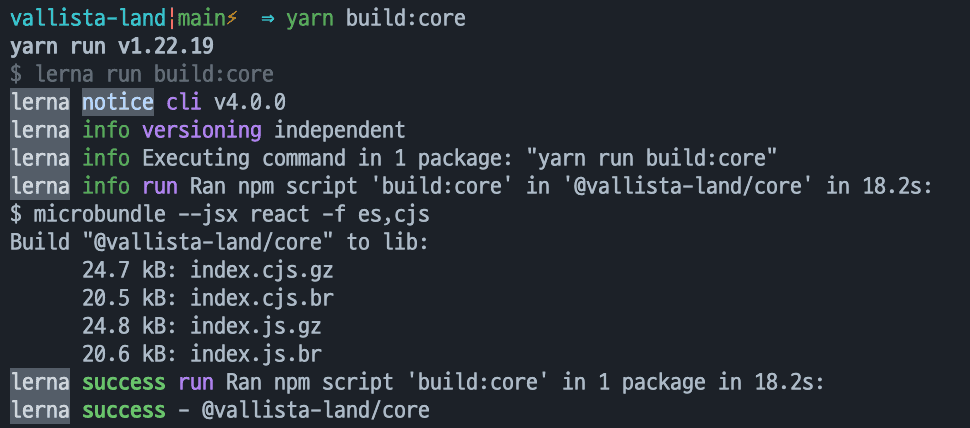 vallista-land¦main⚡ ⇒ yarn build:core
yarn run v1.22.19
$ lerna run build:core
lerna notice cli v4.0.0
lerna info versioning independent
lerna info Executing command in 1 package: "yarn run build:core"
lerna info run Ran npm script 'build:core' in '@vallista-land/core' in 18.2s:
$ microbundle --jsx react -f es,cjs
Build "@vallista-land/core" to lib:
24.7 kB: index.cjs.gz
20.5 kB: index.cjs.br
24.8 kB: index.js.gz
20.6 kB: index.js.br
lerna success run Ran npm script 'build:core' in 1 package in 18.2s:
lerna success - @vallista-land/core